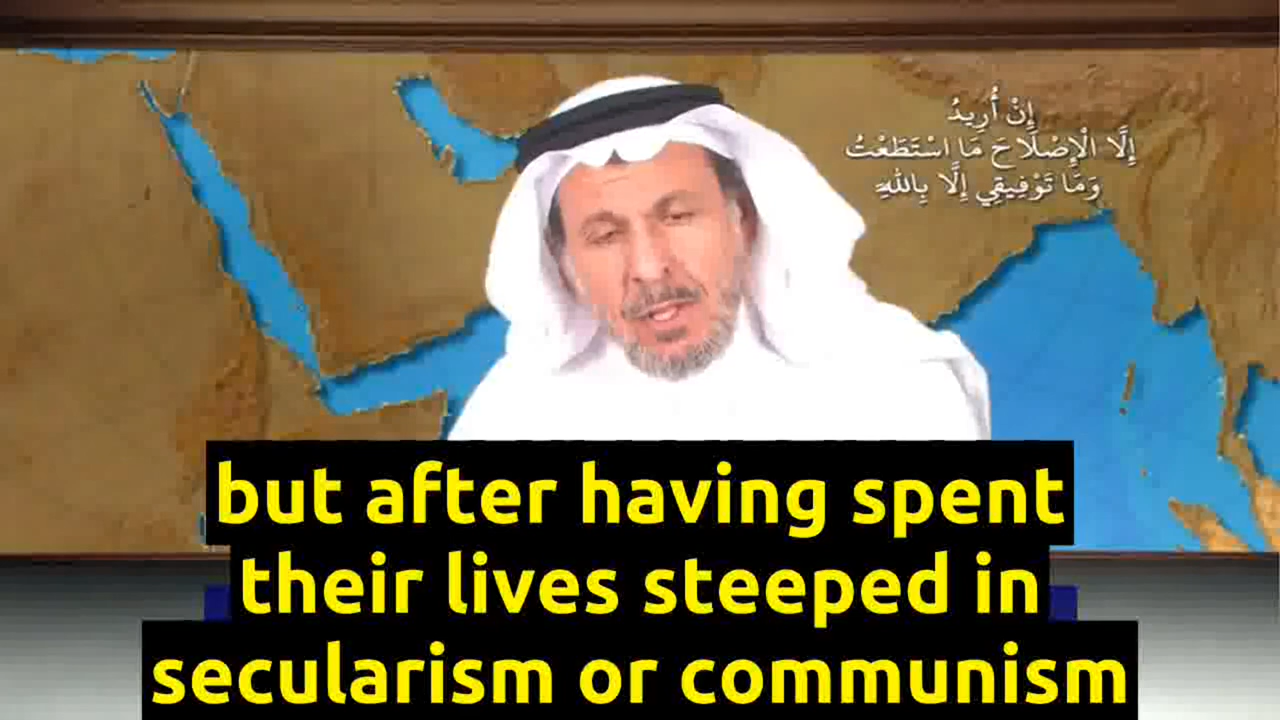 إِنْ أُرِيدُ
إِلَّا الْإِصْلَاحَ مَا اسْتَطَعْتُ
وَمَا تَوْفِيقِي إِلَّا بِاللَّهِ
but after having spent
their lives steeped in
secularism or communism